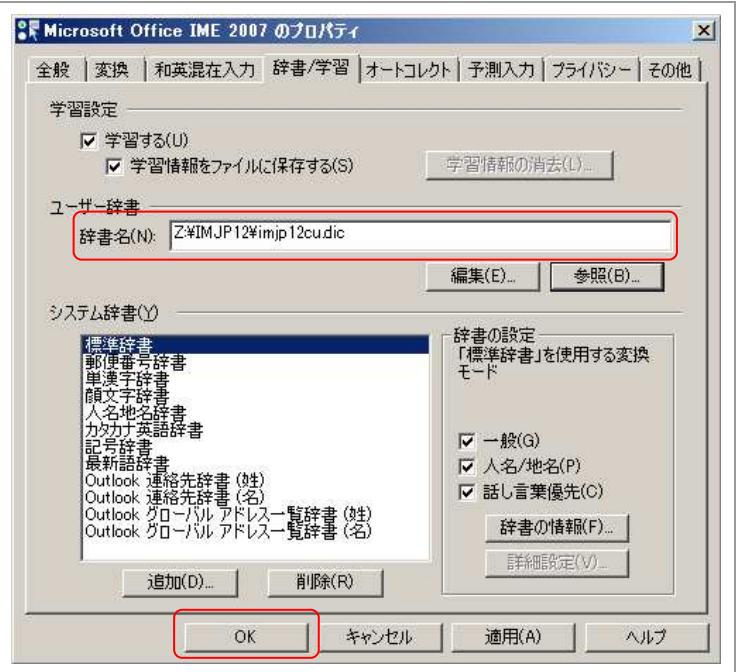 Microsoft Office IME 2007 のプロパティ
全般 変換 和英混在入力 辞書/学習 オートコレクト 予測入力 プライバシー その他
学習設定
学習する(U)
学習情報をファイルに保存する(S) 学習情報の消去(L)...
ユーザー辞書
辞書名(N): Z:¥IMJP12¥imjp12cu.dic
編集(E)... 参照(B)...
システム辞書(Y)
標準辞書
郵便番号辞書
単漢字辞書
顔文字辞書
人名地名辞書
カタカナ英語辞書
記号辞書
最新語辞書
Outlook 連絡先辞書 (姓)
Outlook 連絡先辞書 (名)
Outlook グローバル アドレス一覧辞書 (姓)
Outlook グローバル アドレス一覧辞書 (名)
追加(D)... 削除(R)
辞書の設定
「標準辞書」を使用する変換
モード
一般(G)
人名/地名(P)
話し言葉優先(C)
辞書の情報(F)...
詳細設定(V)...
OK キャンセル 適用(A) ヘルプ